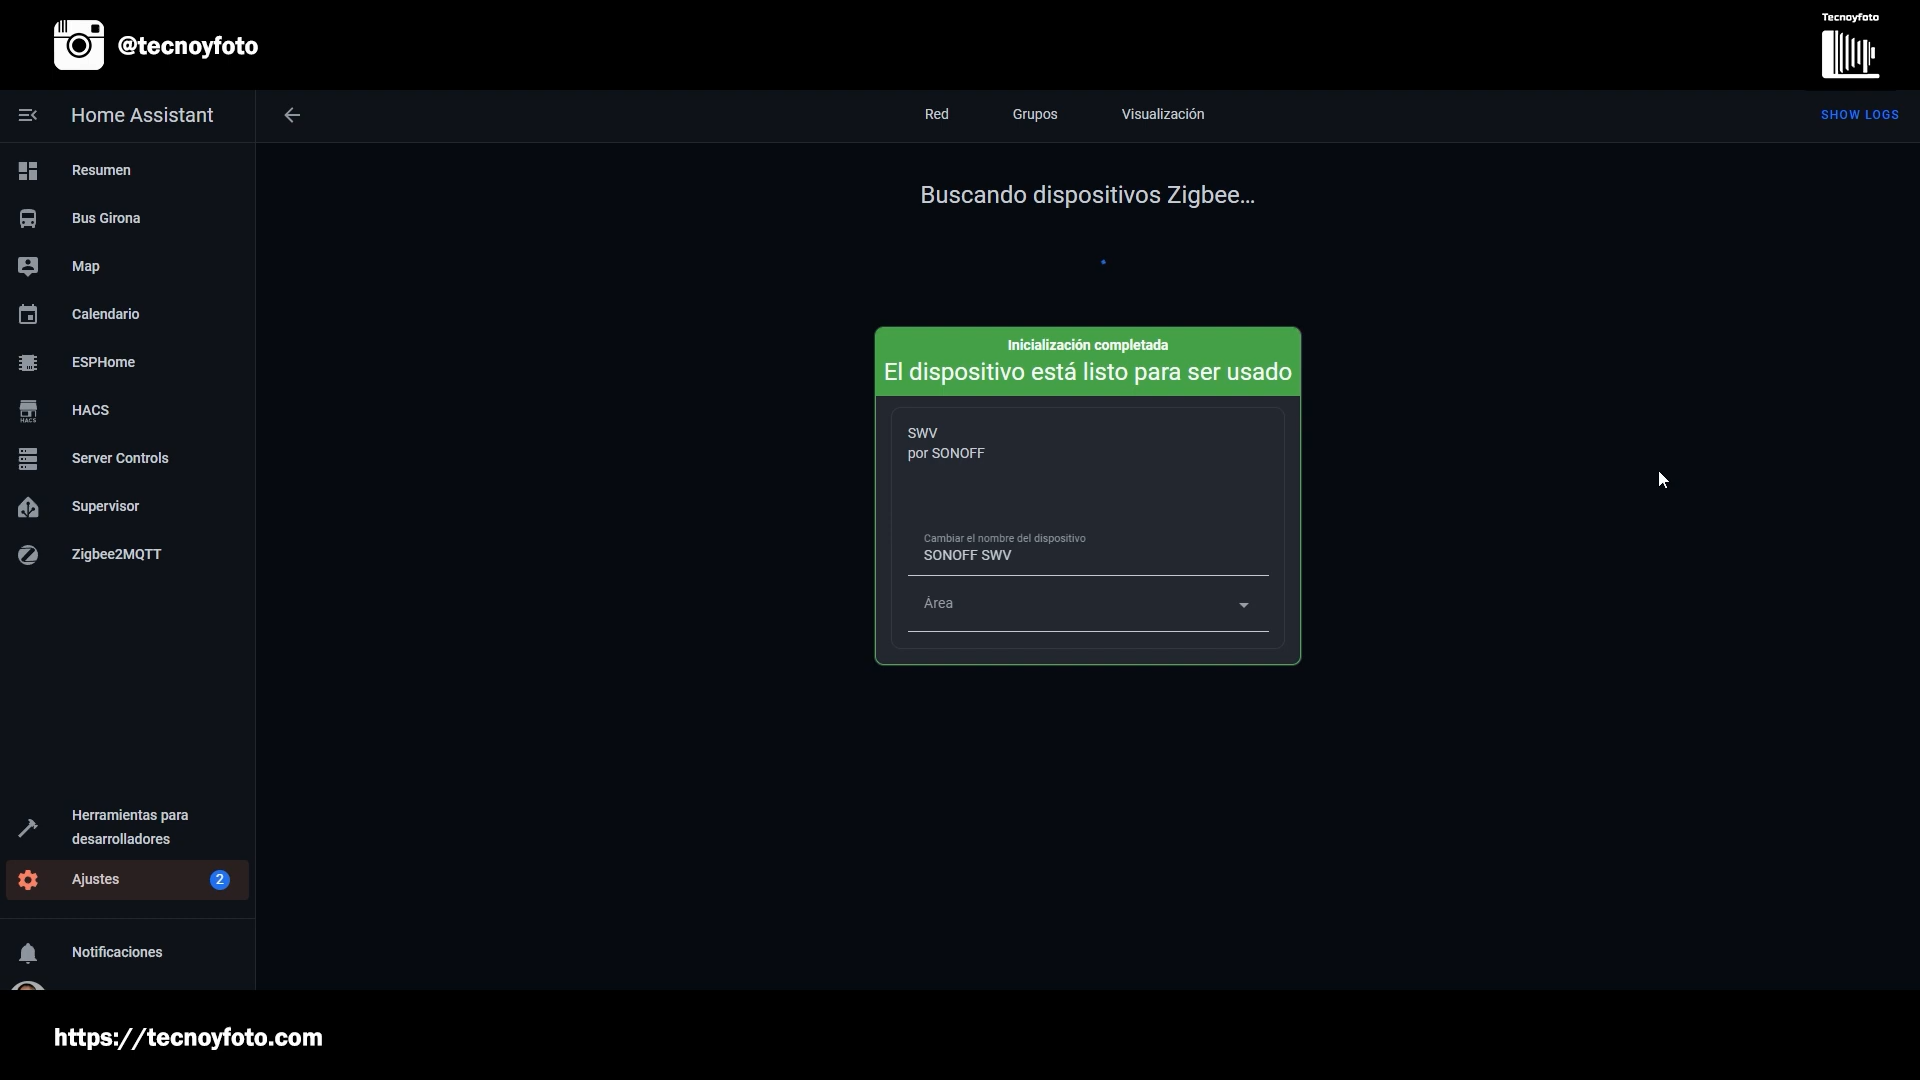 @tecnoyfoto
Tecnoyfoto
Home Assistant
Red
Grupos
Visualización
SHOW LOGS
Resumen
Bus Girona
Map
Calendario
ESPHome
HACS
HACS
Server Controls
Supervisor
Zigbee2MQTT
Herramientas para
desarrolladores
Ajustes
2
Notificaciones
Buscando dispositivos Zigbee...
Inicialización completada
El dispositivo está listo para ser usado
SWV
por SONOFF
Cambiar el nombre del dispositivo
SONOFF SWV
Área
https://tecnoyfoto.com